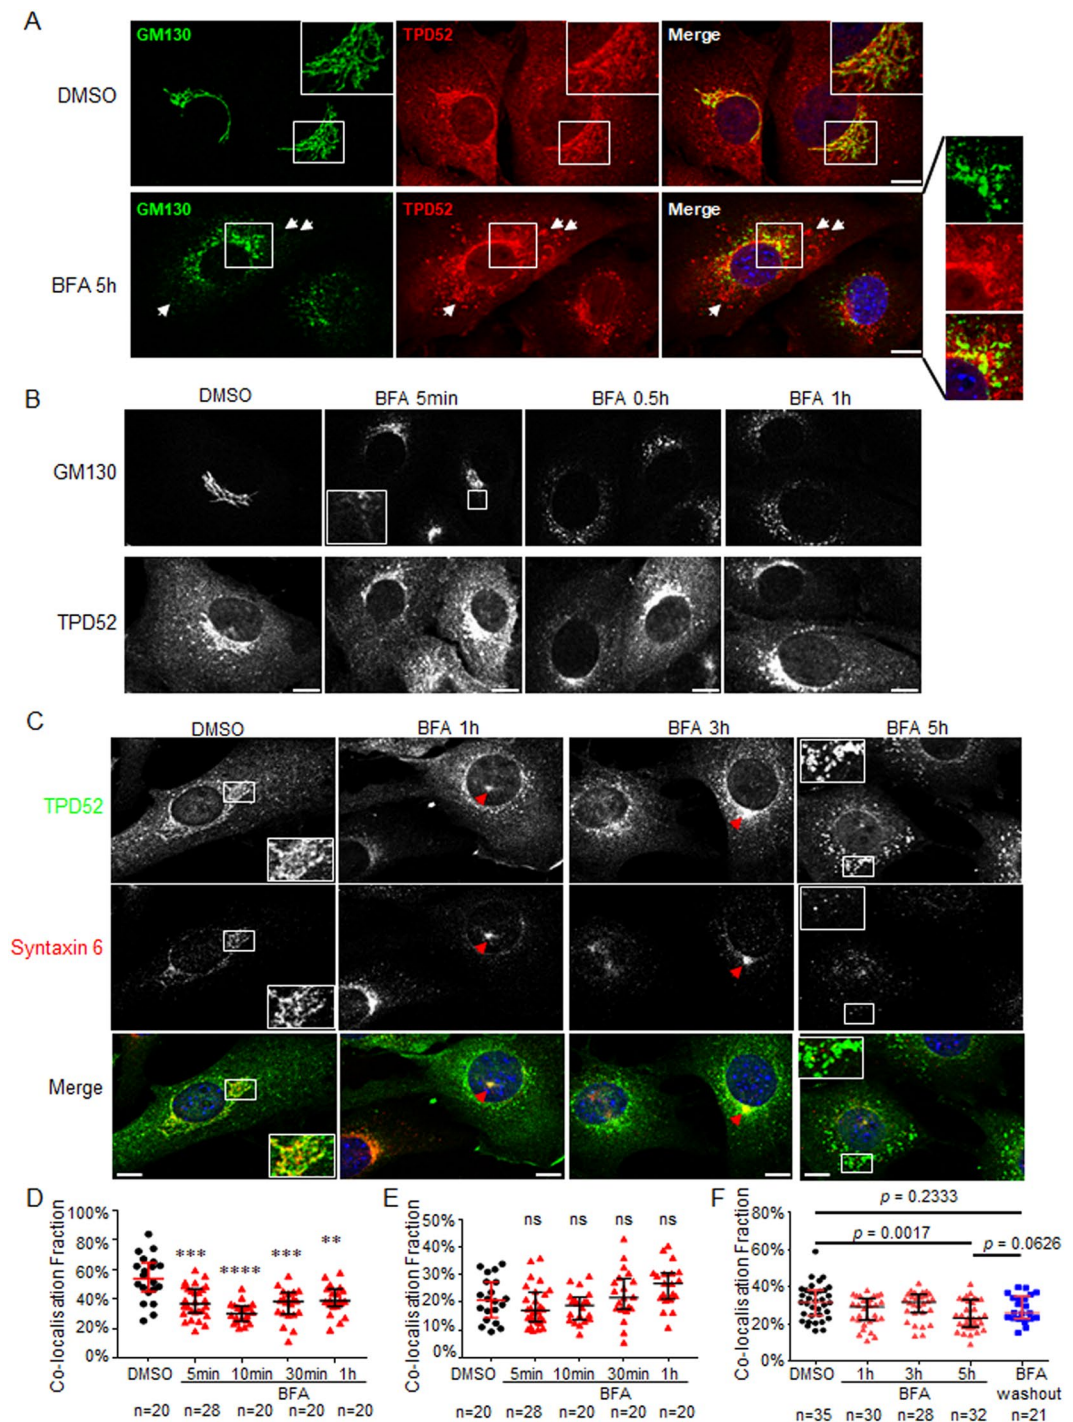 A
GM130
TPD52
Merge
DMSO
GM130
TPD52
Merge
BFA 5h
B
DMSO
BFA 5min
BFA 0.5h
BFA 1h
GM130
TPD52
C
DMSO
BFA 1h
BFA 3h
BFA 5h
TPD52
Syntaxin 6
Merge
D
Co-localisation Fraction
100%
80%
60%
40%
20%
0%
***
****
***
**
DMSO 5min 10min 30min 1h
BFA
n=20 n=28 n=20 n=20 n=20
E
Co-localisation Fraction
50%
40%
30%
20%
10%
0%
ns ns ns ns
DMSO 5min 10min 30min 1h
BFA
n=20 n=28 n=20 n=20 n=20
F
Co-localisation Fraction
80%
60%
40%
20%
0%
p = 0.2333
p = 0.0017
p = 0.0626
DMSO 1h 3h 5h BFA
BFA washout
n=35 n=30 n=28 n=32 n=21